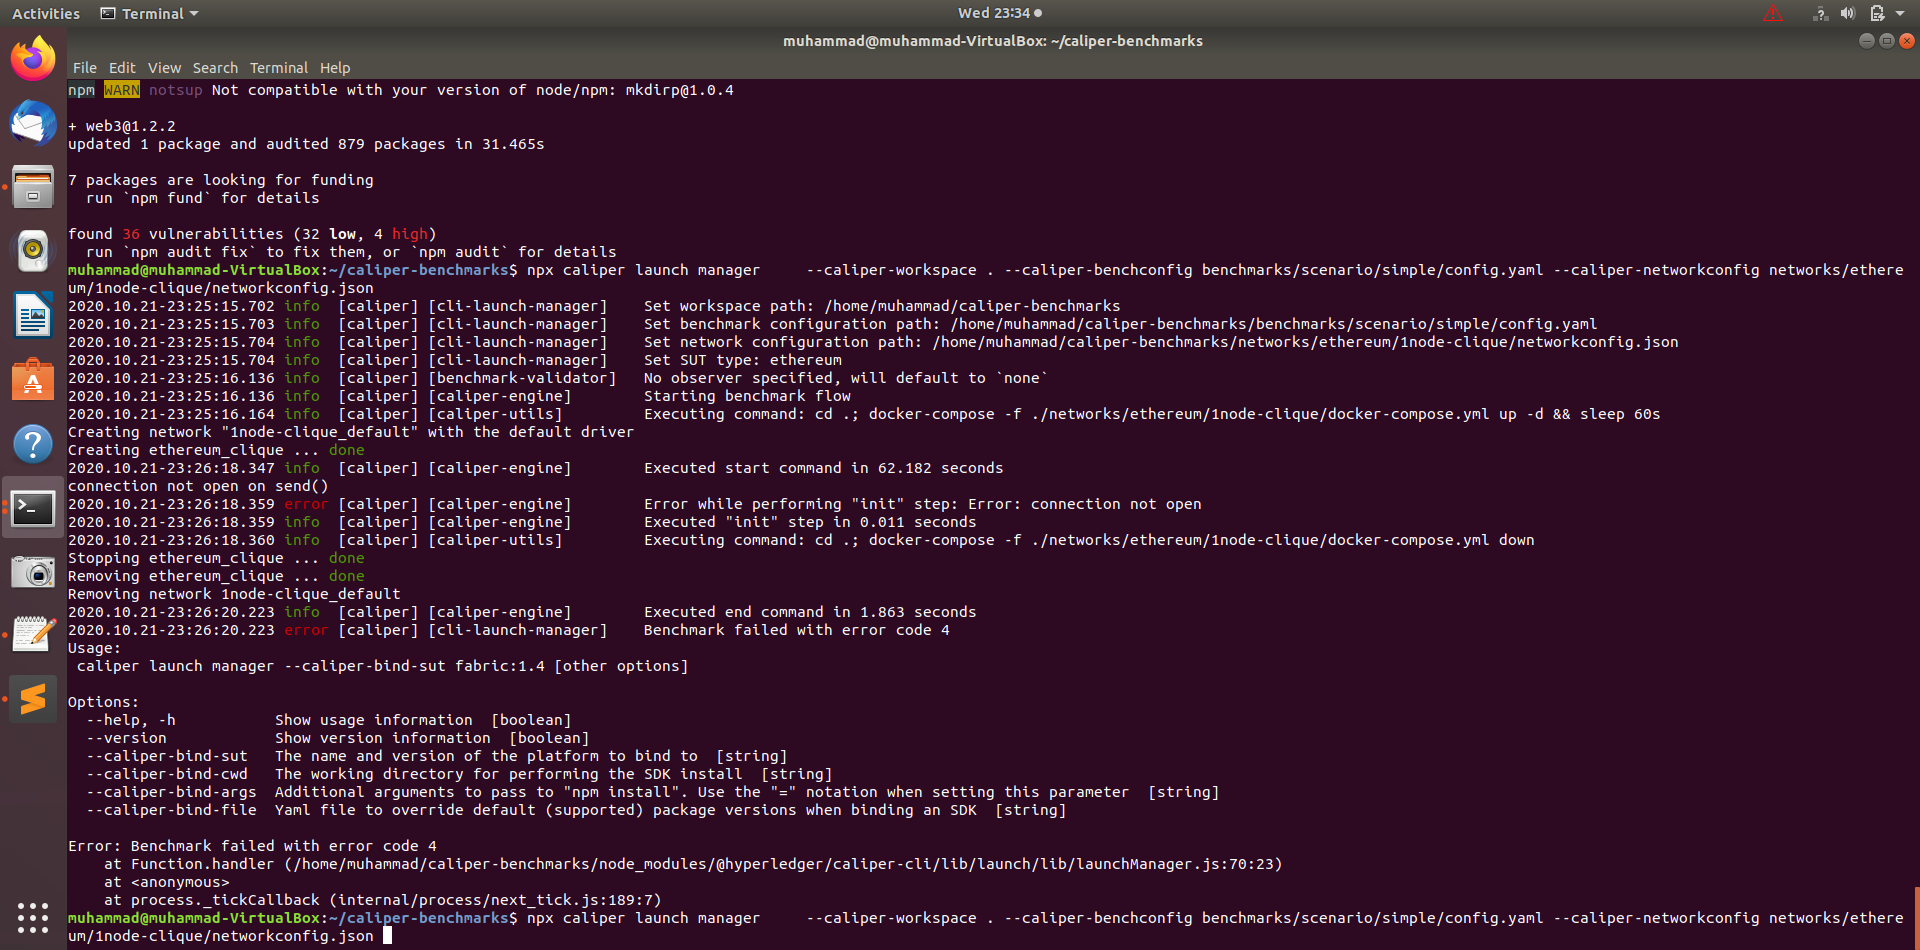 Activities Terminal Wed 23:34
muhammad@muhammad-VirtualBox: ~/caliper-benchmarks
File Edit View Search Terminal Help
npm WARN notsup Not compatible with your version of node/npm: mkdirp@1.0.4
+ web3@1.2.2
updated 1 package and audited 879 packages in 31.465s
7 packages are looking for funding
  run `npm fund` for details
found 36 vulnerabilities (32 low, 4 high)
  run `npm audit fix` to fix them, or `npm audit` for details
muhammad@muhammad-VirtualBox:~/caliper-benchmarks$ npx caliper launch manager     --caliper-workspace . --caliper-benchconfig benchmarks/scenario/simple/config.yaml --caliper-networkconfig networks/ethere
um/1node-clique/networkconfig.json
2020.10.21-23:25:15.702 info  [caliper] [cli-launch-manager]    Set workspace path: /home/muhammad/caliper-benchmarks
2020.10.21-23:25:15.703 info  [caliper] [cli-launch-manager]    Set benchmark configuration path: /home/muhammad/caliper-benchmarks/benchmarks/scenario/simple/config.yaml
2020.10.21-23:25:15.704 info  [caliper] [cli-launch-manager]    Set network configuration path: /home/muhammad/caliper-benchmarks/networks/ethereum/1node-clique/networkconfig.json
2020.10.21-23:25:15.704 info  [caliper] [cli-launch-manager]    Set SUT type: ethereum
2020.10.21-23:25:16.136 info  [caliper] [benchmark-validator]   No observer specified, will default to `none`
2020.10.21-23:25:16.136 info  [caliper] [caliper-engine]        Starting benchmark flow
2020.10.21-23:25:16.164 info  [caliper] [caliper-utils]         Executing command: cd .; docker-compose -f ./networks/ethereum/1node-clique/docker-compose.yml up -d && sleep 60s
Creating network "1node-clique_default" with the default driver
Creating ethereum_clique ... done
2020.10.21-23:26:18.347 info  [caliper] [caliper-engine]        Executed start command in 62.182 seconds
connection not open on send()
2020.10.21-23:26:18.359 error [caliper] [caliper-engine]        Error while performing "init" step: Error: connection not open
2020.10.21-23:26:18.359 info  [caliper] [caliper-engine]        Executed "init" step in 0.011 seconds
2020.10.21-23:26:18.360 info  [caliper] [caliper-utils]         Executing command: cd .; docker-compose -f ./networks/ethereum/1node-clique/docker-compose.yml down
Stopping ethereum_clique ... done
Removing ethereum_clique ... done
Removing network 1node-clique_default
2020.10.21-23:26:20.223 info  [caliper] [caliper-engine]        Executed end command in 1.863 seconds
2020.10.21-23:26:20.223 error [caliper] [cli-launch-manager]    Benchmark failed with error code 4
Usage:
 caliper launch manager --caliper-bind-sut fabric:1.4 [other options]
Options:
  --help, -h           Show usage information  [boolean]
  --version            Show version information  [boolean]
  --caliper-bind-sut   The name and version of the platform to bind to  [string]
  --caliper-bind-cwd   The working directory for performing the SDK install  [string]
  --caliper-bind-args  Additional arguments to pass to "npm install". Use the "=" notation when setting this parameter  [string]
  --caliper-bind-file  Yaml file to override default (supported) package versions when binding an SDK  [string]
Error: Benchmark failed with error code 4
    at Function.handler (/home/muhammad/caliper-benchmarks/node_modules/@hyperledger/caliper-cli/lib/launch/lib/launchManager.js:70:23)
    at <anonymous>
    at process._tickCallback (internal/process/next_tick.js:189:7)
muhammad@muhammad-VirtualBox:~/caliper-benchmarks$ npx caliper launch manager     --caliper-workspace . --caliper-benchconfig benchmarks/scenario/simple/config.yaml --caliper-networkconfig networks/ethere
um/1node-clique/networkconfig.json